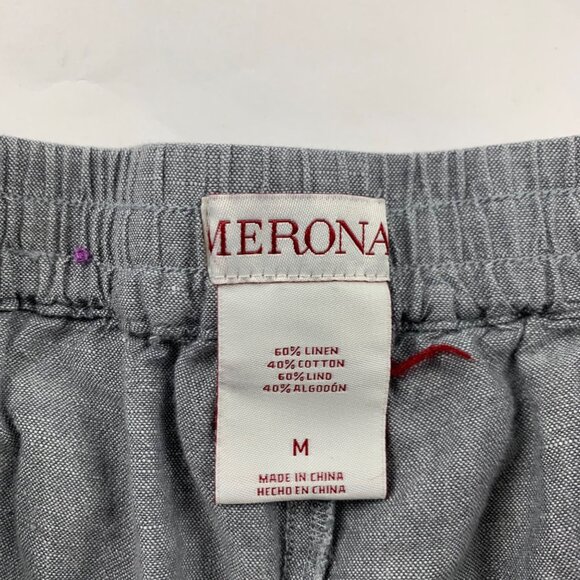 MERONA
60% LINEN
40% COTTON
60% LINO
40% ALGODÓN
M
MADE IN CHINA
HECHO EN CHINA